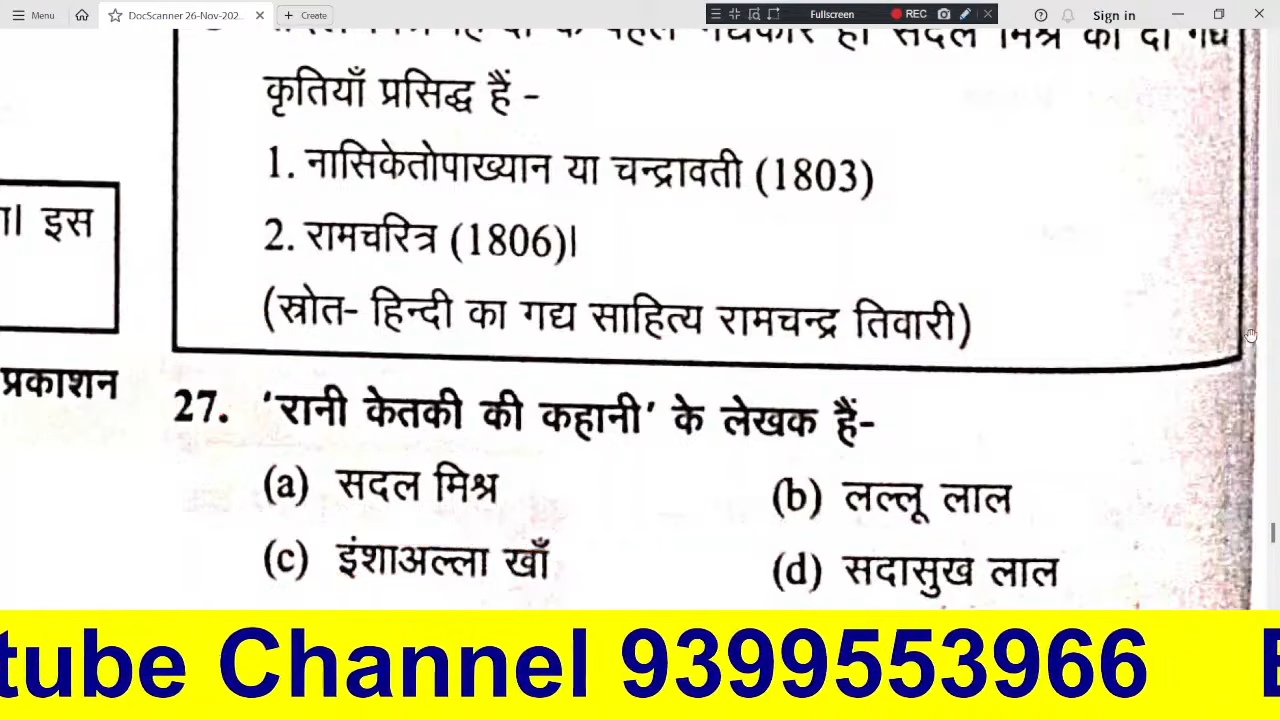 Menu DocScanner 26-Nov-202... Create Fullscreen REC Sign in
कृतियाँ प्रसिद्ध हैं -
1. नासिकेतोपाख्यान या चन्द्रावती (1803)
2. रामचरित्र (1806)।
(स्रोत- हिन्दी का गद्य साहित्य रामचन्द्र तिवारी)
इस
प्रकाशन
27. 'रानी केतकी की कहानी' के लेखक हैं-
(a) सदल मिश्र (b) लल्लू लाल
(c) इंशाअल्ला खाँ (d) सदासुख लाल
tube Channel 9399553966